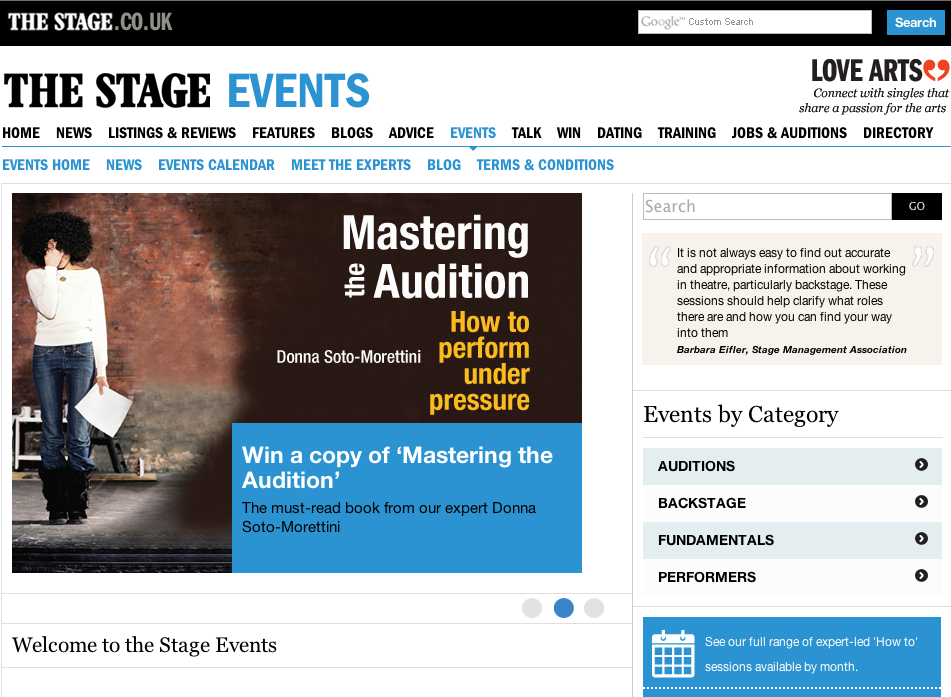 THE STAGE.CO.UK
Google™ Custom Search
Search
THE STAGE EVENTS
LOVE ARTS
Connect with singles that
share a passion for the arts
HOME NEWS LISTINGS & REVIEWS FEATURES BLOGS ADVICE EVENTS TALK WIN DATING TRAINING JOBS & AUDITIONS DIRECTORY
EVENTS HOME NEWS EVENTS CALENDAR MEET THE EXPERTS BLOG TERMS & CONDITIONS
Mastering
the Audition
How to
perform
under
pressure
Donna Soto-Morettini
Win a copy of ‘Mastering the
Audition’
The must-read book from our expert Donna
Soto-Morettini
Welcome to the Stage Events
Search
GO
“ It is not always easy to find out accurate ”
and appropriate information about working
in theatre, particularly backstage. These
sessions should help clarify what roles
there are and how you can find your way
into them
Barbara Eifler, Stage Management Association
Events by Category
AUDITIONS
BACKSTAGE
FUNDAMENTALS
PERFORMERS
See our full range of expert-led 'How to'
sessions available by month.